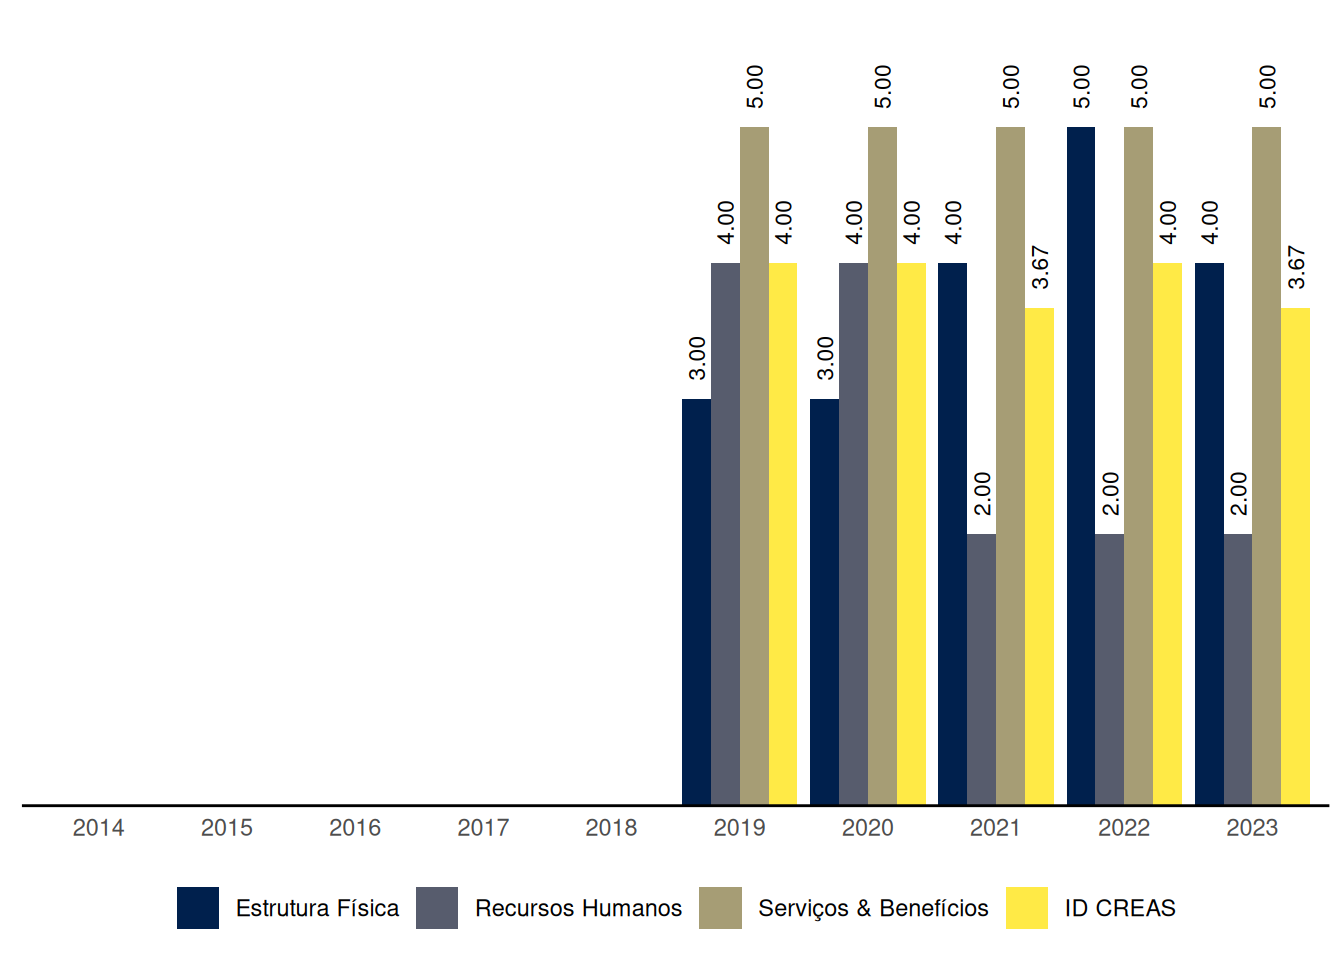 3.00 4.00 5.00 4.00 3.00 4.00 5.00 4.00 4.00 2.00 5.00 3.67 5.00 2.00 5.00 4.00 4.00 2.00 5.00 3.67
2014 2015 2016 2017 2018 2019 2020 2021 2022 2023
Estrutura Física Recursos Humanos Serviços & Benefícios ID CREAS